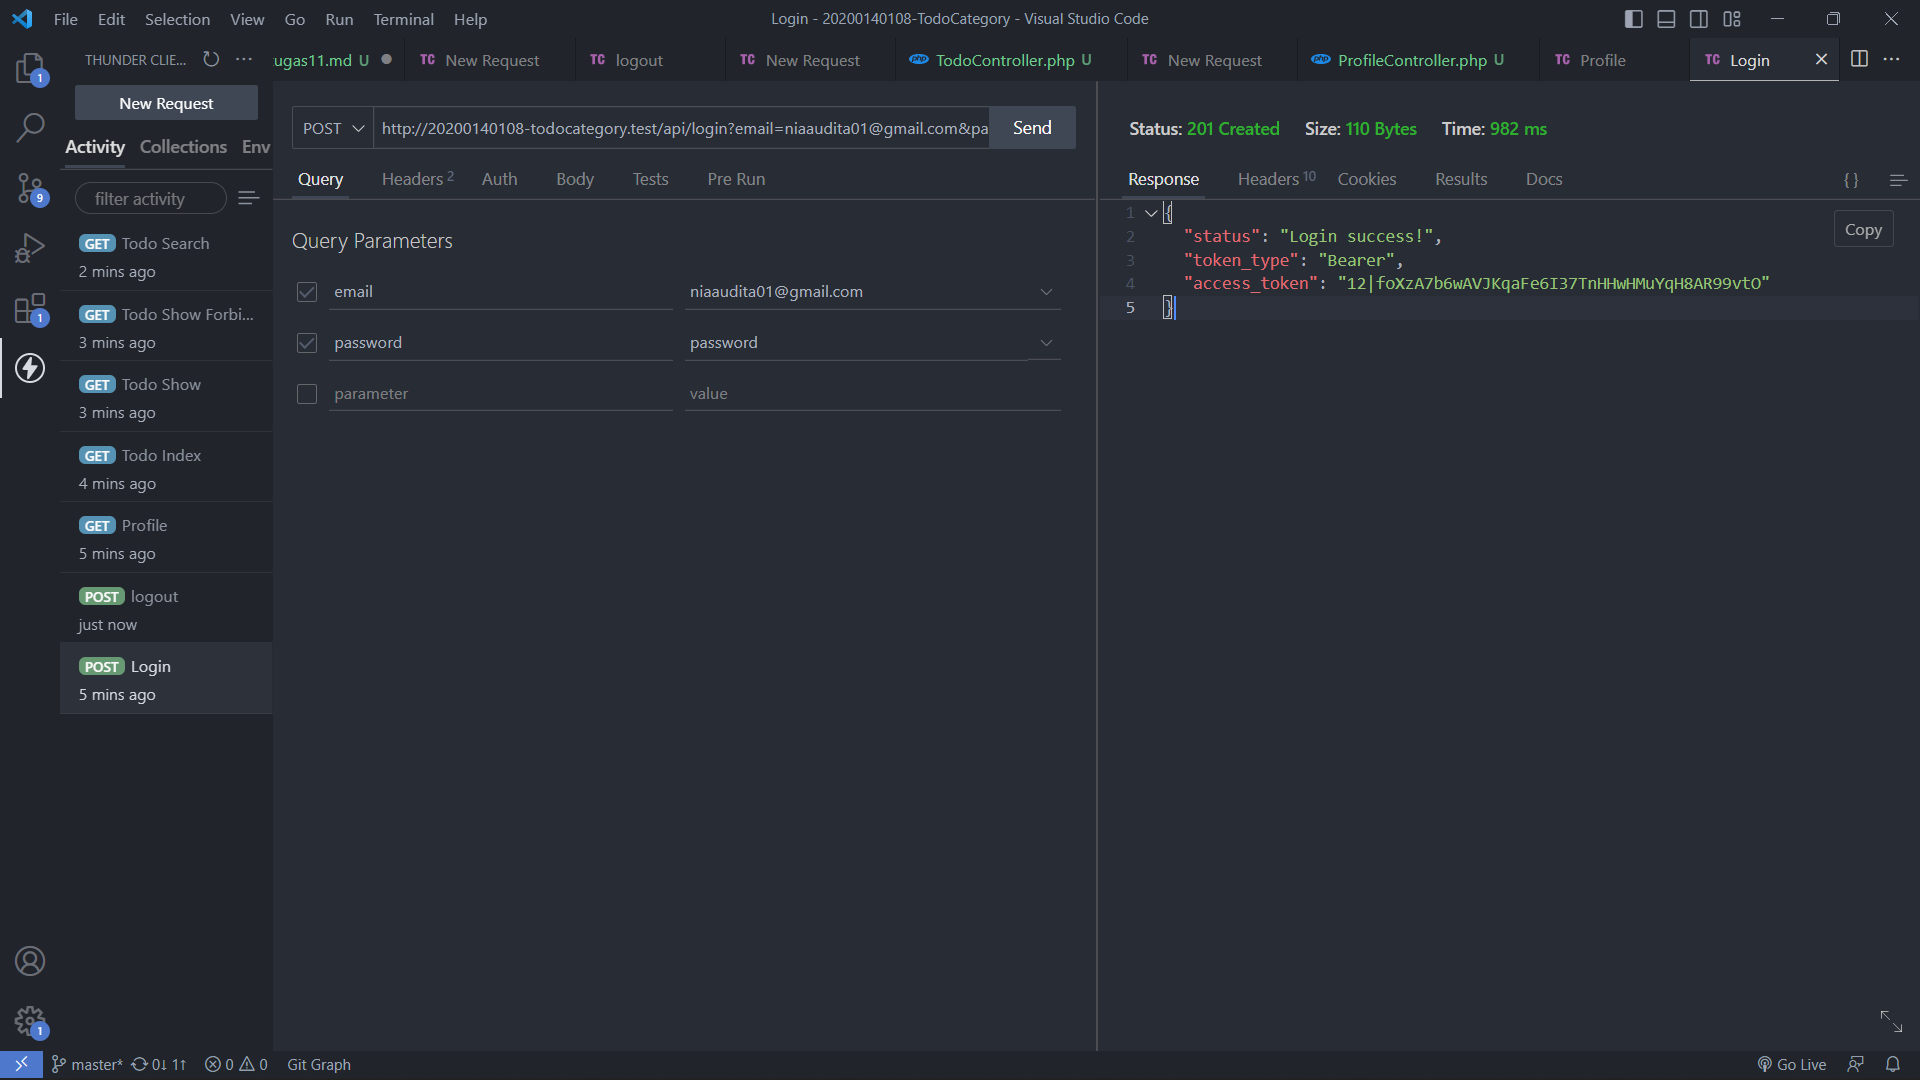 File Edit Selection View Go Run Terminal Help
Login - 20200140108-TodoCategory - Visual Studio Code
THUNDER CLIE...
ugas11.md U
TC New Request
TC logout
TC New Request
php TodoController.php U
TC New Request
php ProfileController.php U
TC Profile
TC Login
New Request
Activity Collections Env
filter activity
GET Todo Search
2 mins ago
GET Todo Show Forbi...
3 mins ago
GET Todo Show
3 mins ago
GET Todo Index
4 mins ago
GET Profile
5 mins ago
POST logout
just now
POST Login
5 mins ago
1
9
1
1
POST http://20200140108-todocategory.test/api/login?email=niaaudita01@gmail.com&pa Send
Query Headers 2 Auth Body Tests Pre Run
Query Parameters
email niaaudita01@gmail.com
password password
parameter value
Status: 201 Created Size: 110 Bytes Time: 982 ms
Response Headers 10 Cookies Results Docs { }
Copy
1 {
2 "status": "Login success!",
3 "token_type": "Bearer",
4 "access_token": "12|foXzA7b6wAVJKqaFe6I37TnHHwHMuYqH8AR99vtO"
5 }
master* 0↓ 1↑ 0 0 Git Graph
Go Live